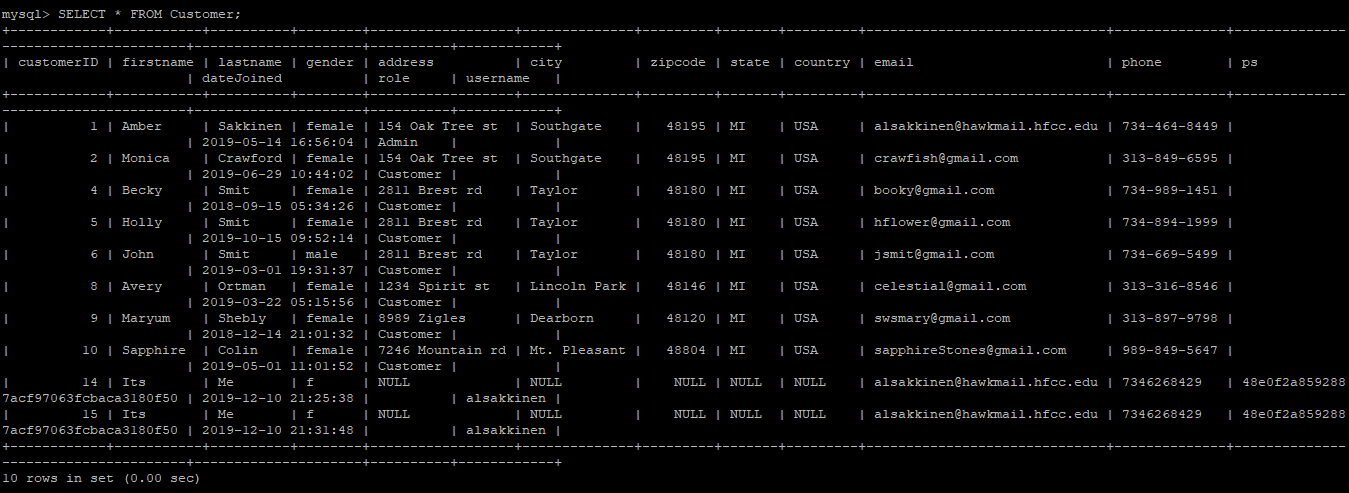 mysql> SELECT * FROM Customer;
+------------+-----------+----------+--------+------------------+--------------+---------+-------+---------+------------------------------+--------------+--------------
-----------------------+---------------------+----------+------------+
| customerID | firstname | lastname | gender | address          | city         | zipcode | state | country | email                        | phone        | ps
                       | dateJoined          | role     | username   |
+------------+-----------+----------+--------+------------------+--------------+---------+-------+---------+------------------------------+--------------+--------------
-----------------------+---------------------+----------+------------+
|          1 | Amber     | Sakkinen | female | 154 Oak Tree st  | Southgate    |   48195 | MI    | USA     | alsakkinen@hawkmail.hfcc.edu | 734-464-8449 |
                       | 2019-05-14 16:56:04 | Admin    |            |
|          2 | Monica    | Crawford | female | 154 Oak Tree st  | Southgate    |   48195 | MI    | USA     | crawfish@gmail.com           | 313-849-6595 |
                       | 2019-06-29 10:44:02 | Customer |            |
|          4 | Becky     | Smit     | female | 2811 Brest rd    | Taylor       |   48180 | MI    | USA     | booky@gmail.com              | 734-989-1451 |
                       | 2018-09-15 05:34:26 | Customer |            |
|          5 | Holly     | Smit     | female | 2811 Brest rd    | Taylor       |   48180 | MI    | USA     | hflower@gmail.com            | 734-894-1999 |
                       | 2019-10-15 09:52:14 | Customer |            |
|          6 | John      | Smit     | male   | 2811 Brest rd    | Taylor       |   48180 | MI    | USA     | jsmit@gmail.com              | 734-669-5499 |
                       | 2019-03-01 19:31:37 | Customer |            |
|          8 | Avery     | Ortman   | female | 1234 Spirit st   | Lincoln Park |   48146 | MI    | USA     | celestial@gmail.com          | 313-316-8546 |
                       | 2019-03-22 05:15:56 | Customer |            |
|          9 | Maryum    | Shebly   | female | 8989 Zigles      | Dearborn     |   48120 | MI    | USA     | swsmary@gmail.com            | 313-897-9798 |
                       | 2018-12-14 21:01:32 | Customer |            |
|         10 | Sapphire  | Colin    | female | 7246 Mountain rd | Mt. Pleasant |   48804 | MI    | USA     | sapphireStones@gmail.com     | 989-849-5647 |
                       | 2019-05-01 11:01:52 | Customer |            |
|         14 | Its       | Me       | f      | NULL             | NULL         |    NULL | NULL  | NULL    | alsakkinen@hawkmail.hfcc.edu | 7346268429   | 48e0f2a859288
7acf97063fcbaca3180f50 | 2019-12-10 21:25:38 |          | alsakkinen |
|         15 | Its       | Me       | f      | NULL             | NULL         |    NULL | NULL  | NULL    | alsakkinen@hawkmail.hfcc.edu | 7346268429   | 48e0f2a859288
7acf97063fcbaca3180f50 | 2019-12-10 21:31:48 |          | alsakkinen |
+------------+-----------+----------+--------+------------------+--------------+---------+-------+---------+------------------------------+--------------+--------------
-----------------------+---------------------+----------+------------+
10 rows in set (0.00 sec)